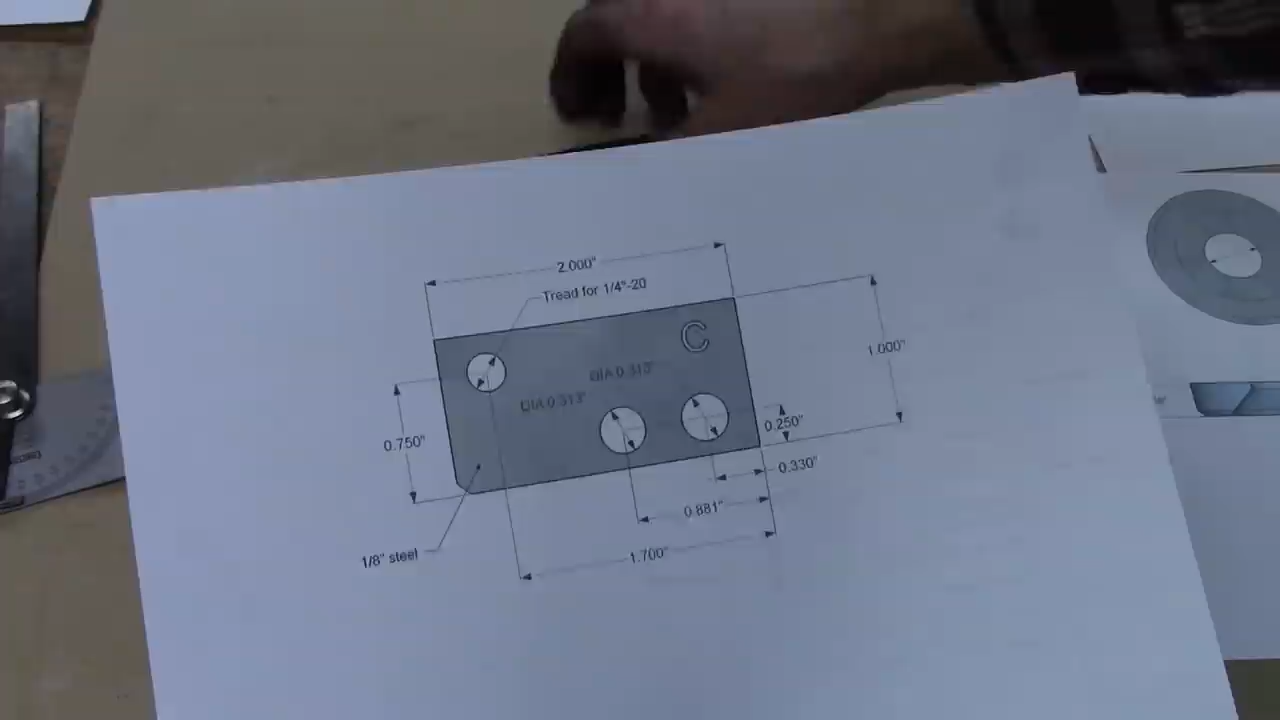 2.000"
Tread for 1/4"-20
C
1.000"
DIA 0.313"
DIA 0.313"
0.750"
0.250"
0.330"
0.881"
1.700"
1/8" steel